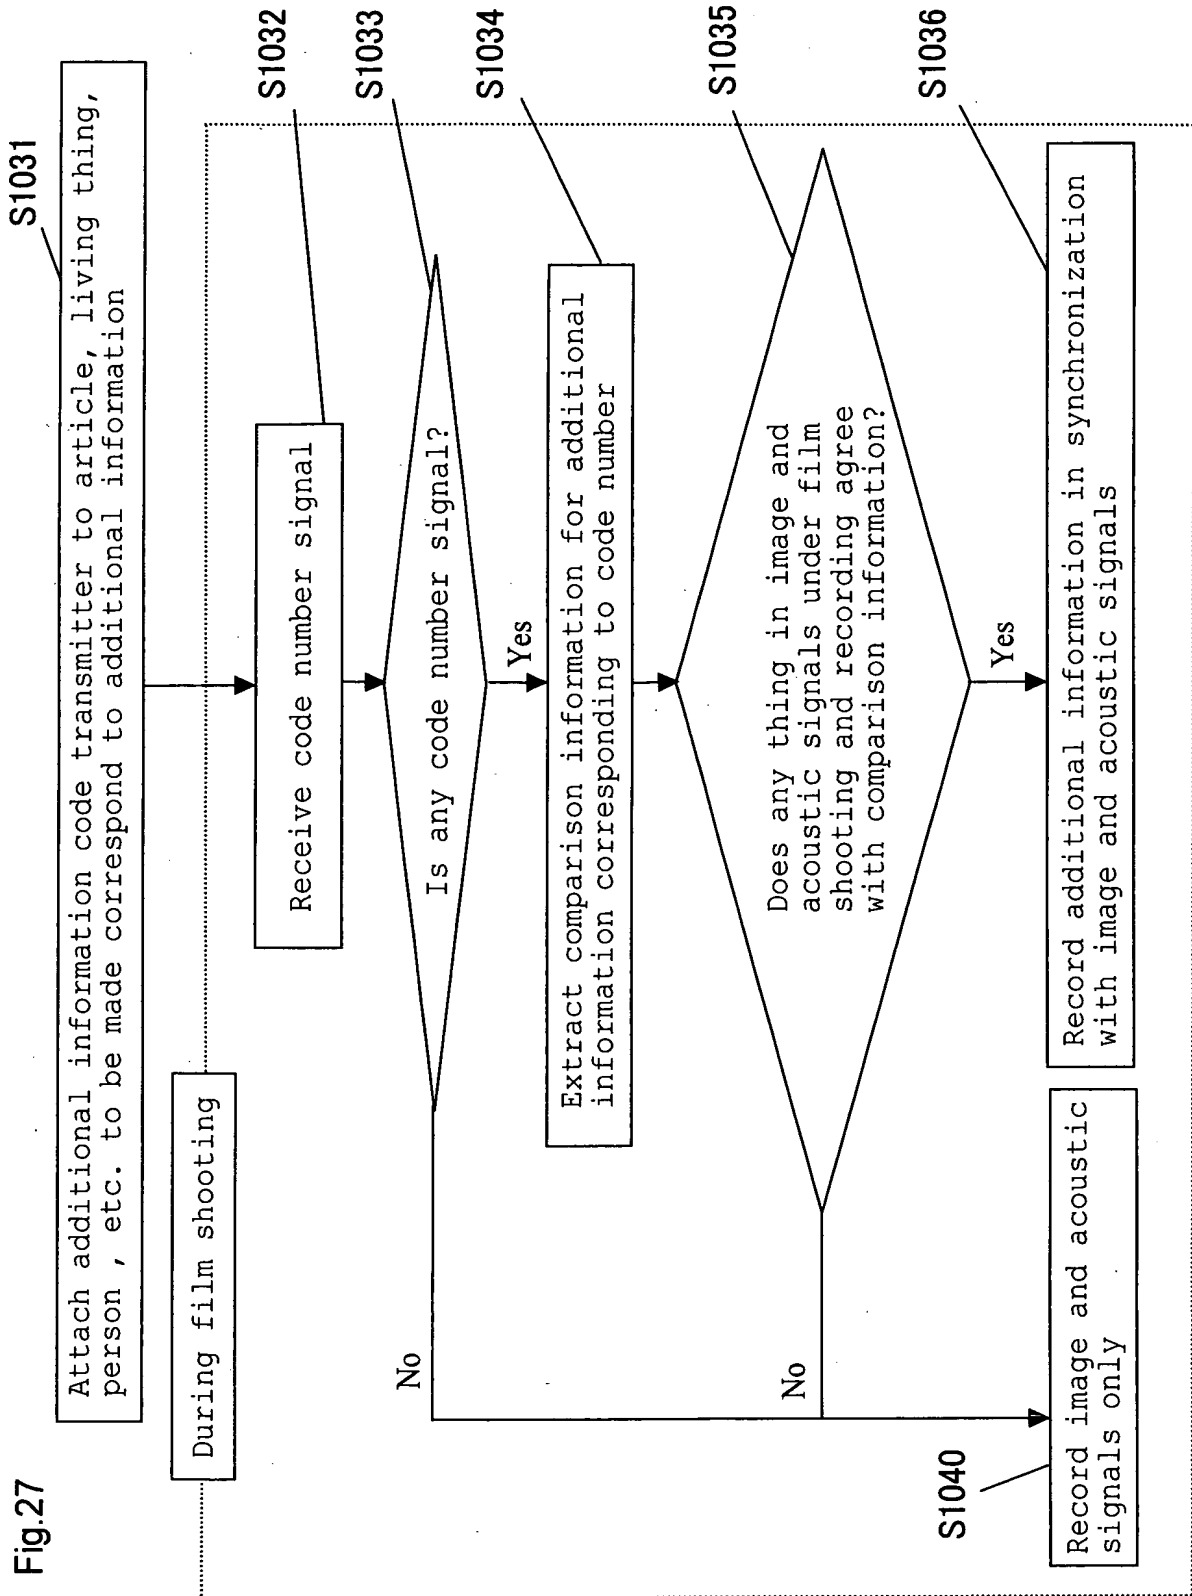 Fig.27
S1031
Attach additional information code transmitter to article, living thing,
person , etc. to be made correspond to additional information
During film shooting
S1032
Receive code number signal
S1033
Is any code number signal?
No
Yes
S1034
Extract comparison information for additional
information corresponding to code number
S1035
Does any thing in image and
acoustic signals under film
shooting and recording agree
with comparison information?
No
Yes
S1040
Record image and acoustic
signals only
S1036
Record additional information in synchronization
with image and acoustic signals